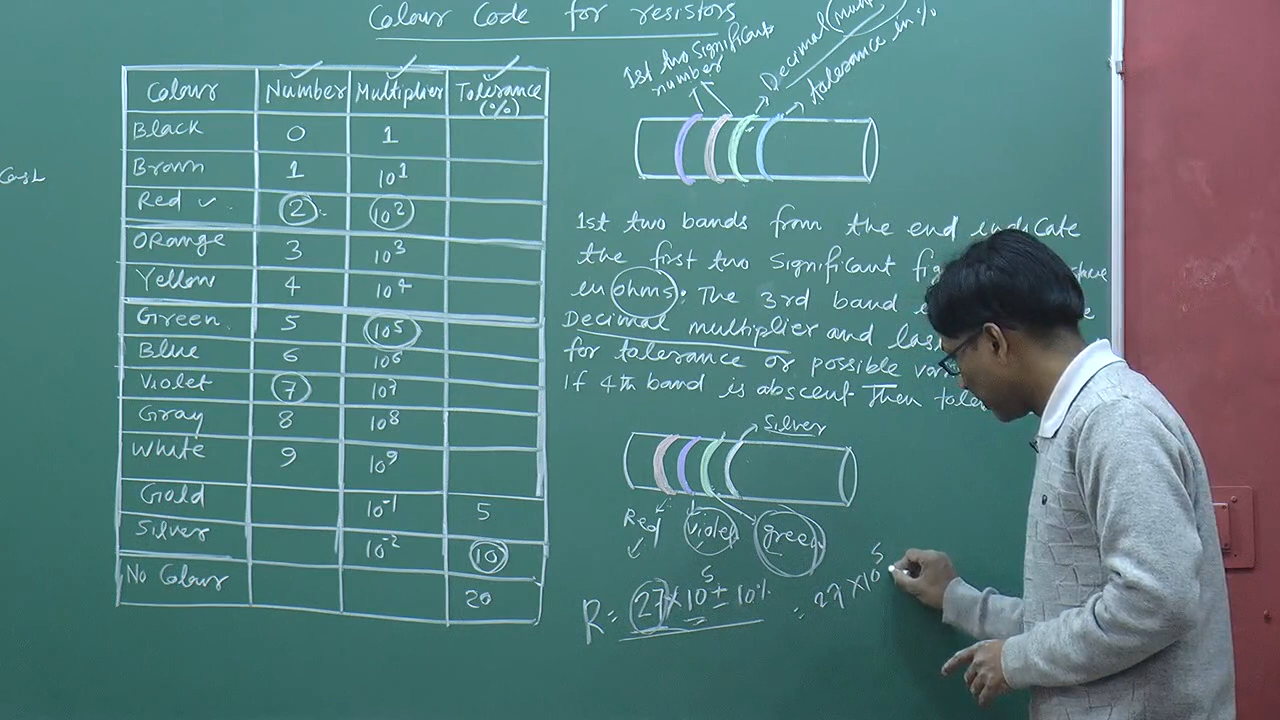 Colour Code for resistors
Colour Number Multiplier Tolerance (%)
Black 0 1
Brown 1 10¹
Red 2 10²
Orange 3 10³
Yellow 4 10⁴
Green 5 10⁵
Blue 6 10⁶
Violet 7 10⁷
Gray 8 10⁸
White 9 10⁹
Gold 10⁻¹ 5
Silver 10⁻² 10
No Colour 20
1st two significant
number
Decimal
tolerance in %
1st two bands from the end indicate
the first two significant
in ohms. The 3rd band
Decimal multiplier and
for tolerance or possible
If 4th band is abscent Then
Silver
Red violet green
R = 27 × 10⁵ ± 10% = 27 × 10⁵